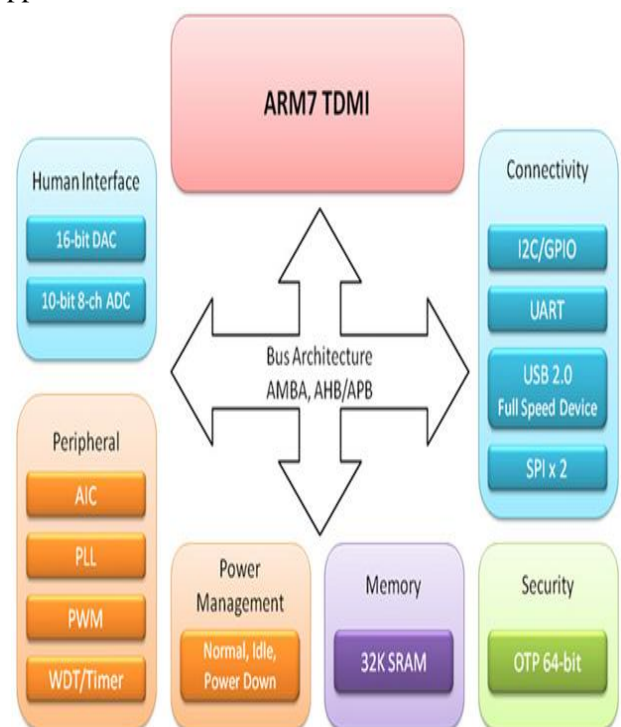 ARM7 TDMI
Human Interface
16-bit DAC
10-bit 8-ch ADC
Connectivity
I2C/GPIO
UART
USB 2.0
Full Speed Device
SPI x 2
Bus Architecture
AMBA, AHB/APB
Peripheral
AIC
PLL
PWM
WDT/Timer
Power
Management
Normal, Idle,
Power Down
Memory
32K SRAM
Security
OTP 64-bit